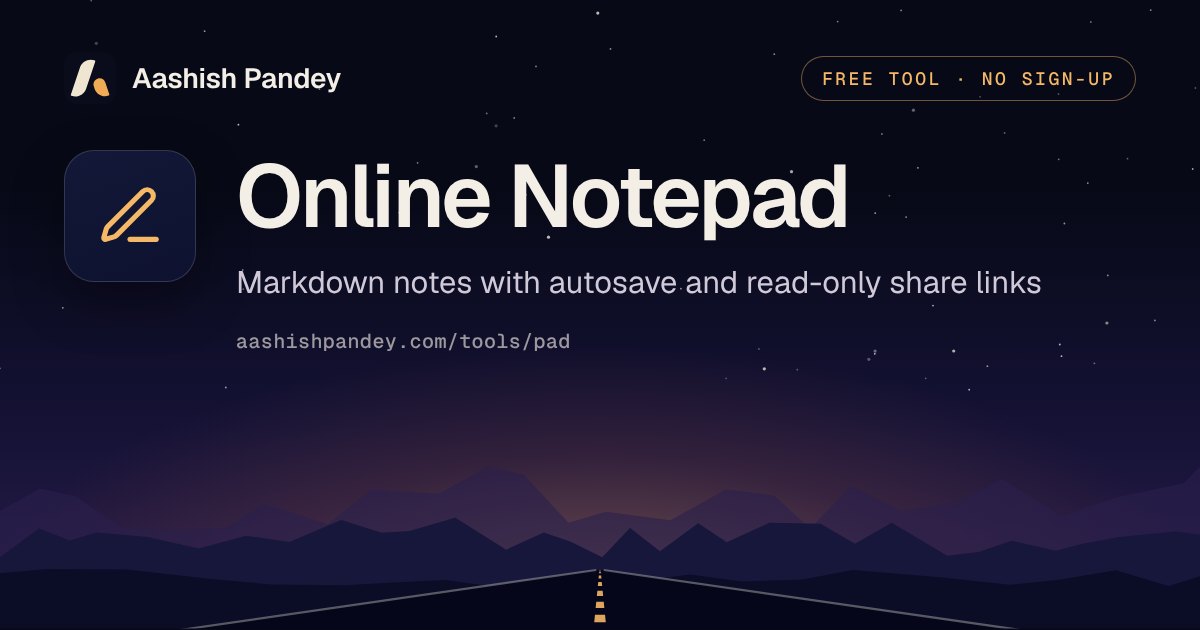 Aashish Pandey
FREE TOOL · NO SIGN-UP
Online Notepad
Markdown notes with autosave and read-only share links
aashishpandey.com/tools/pad